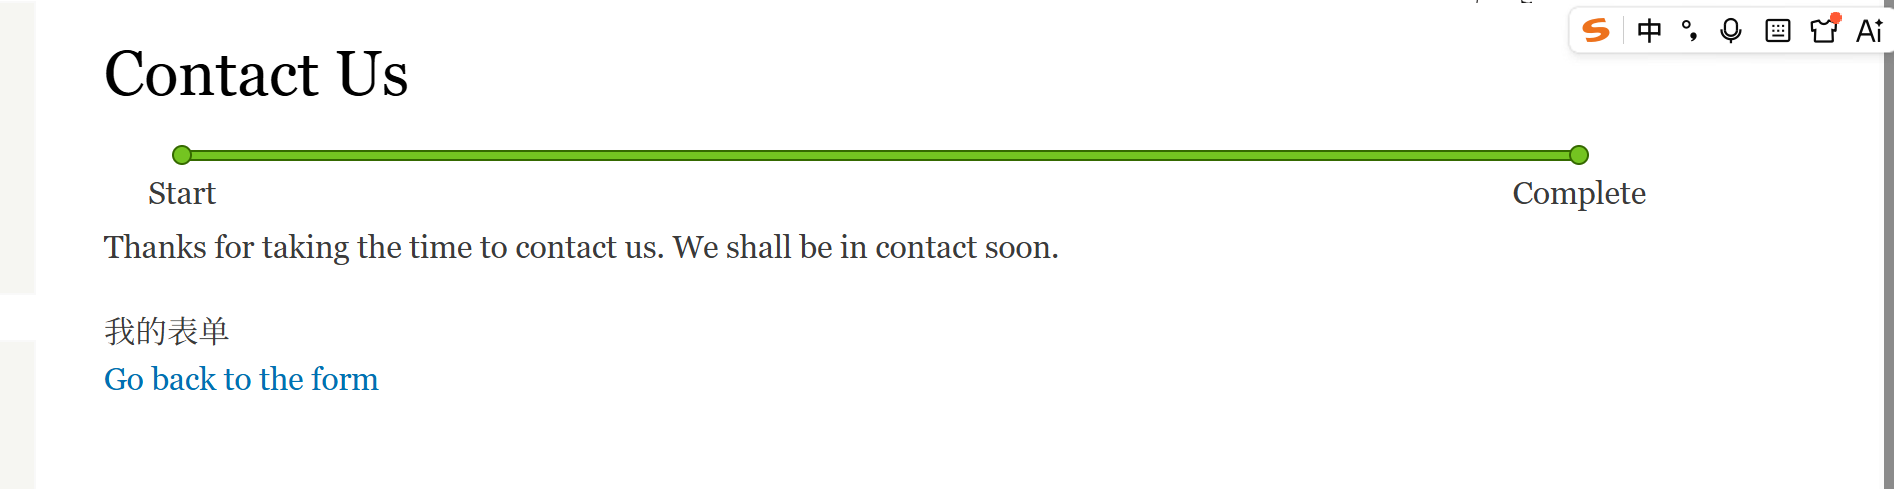 Contact Us
Start
Complete
Thanks for taking the time to contact us. We shall be in contact soon.
我的表单
Go back to the form
中
Ai